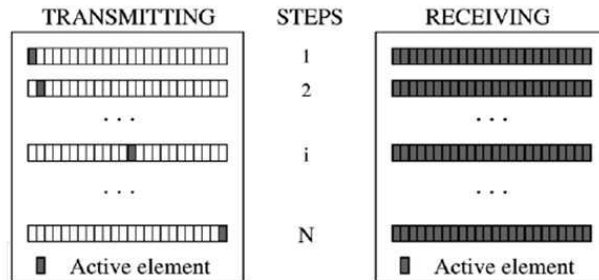 TRANSMITTING STEPS RECEIVING
1
2
. . . . . .
i
. . . . . .
N
Active element Active element